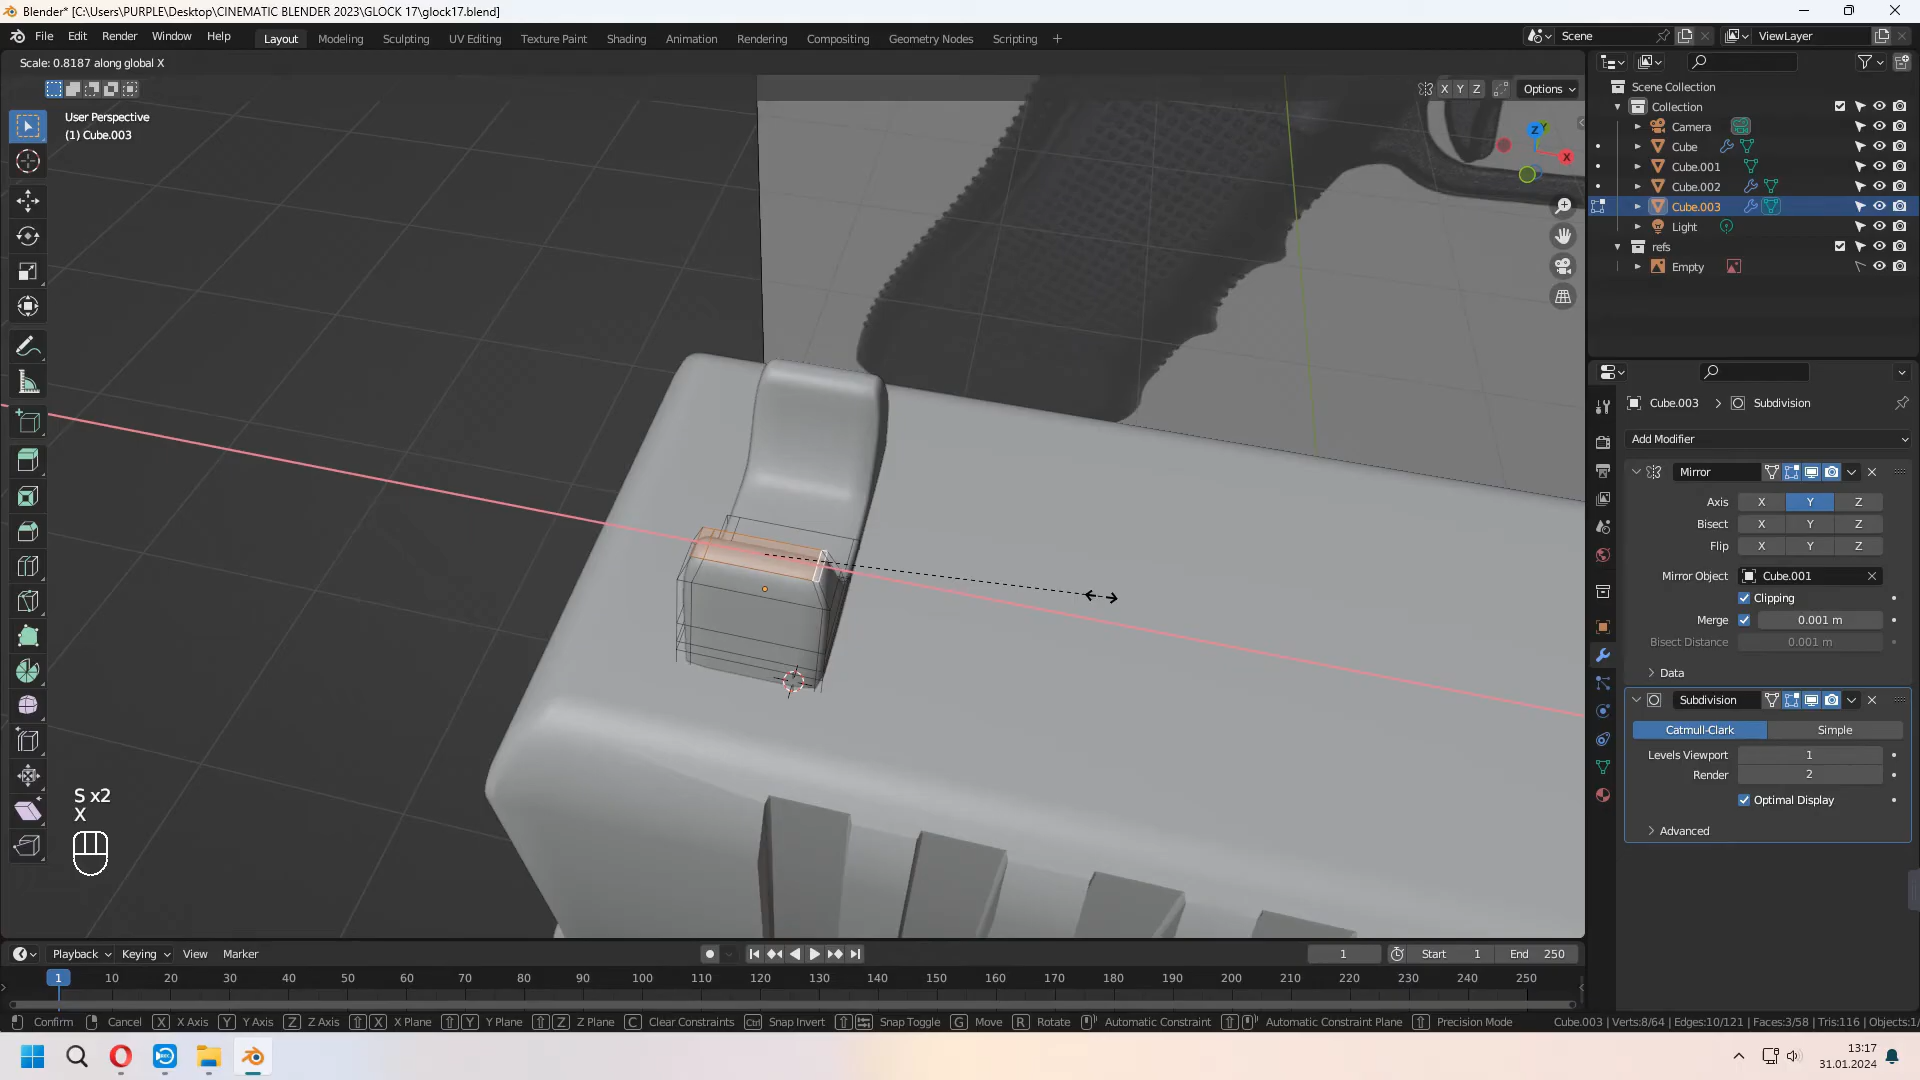 Blender* [C:\Users\PURPLE\Desktop\CINEMATIC BLENDER 2023\GLOCK 17\glock17.blend]
File Edit Render Window Help Layout Modeling Sculpting UV Editing Texture Paint Shading Animation Rendering Compositing Geometry Nodes Scripting + Scene ViewLayer
Scale: 0.8187 along global X
X Y Z Options
User Perspective
(1) Cube.003
Z
Y
X
Scene Collection
Collection
Camera
Cube
Cube.001
Cube.002
Cube.003
Light
refs
Empty
Cube.003 > Subdivision
Add Modifier
Mirror
Axis X Y Z
Bisect X Y Z
Flip X Y Z
Mirror Object Cube.001
Clipping
Merge 0.001 m
Bisect Distance 0.001 m
Data
Subdivision
Catmull-Clark Simple
Levels Viewport 1
Render 2
Optimal Display
Advanced
S x2
X
Playback Keying View Marker 1 Start 1 End 250
1 10 20 30 40 50 60 70 80 90 100 110 120 130 140 150 160 170 180 190 200 210 220 230 240 250
Confirm Cancel X X Axis Y Y Axis Z Z Axis X X Plane Y Y Plane Z Z Plane C Clear Constraints Ctrl Snap Invert Snap Toggle G Move R Rotate Automatic Constraint Automatic Constraint Plane Precision Mode Cube.003 | Verts:8/64 | Edges:10/121 | Faces:3/58 | Tris:116 | Objects:1/
13:17
31.01.2024